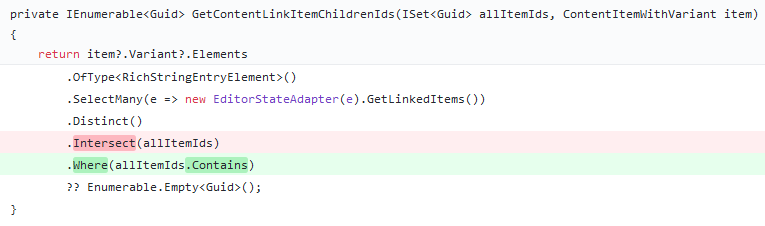 private IEnumerable<Guid> GetContentLinkItemChildrenIds(ISet<Guid> allItemIds, ContentItemWithVariant item)
{
    return item?.Variant?.Elements
        .OfType<RichStringEntryElement>()
        .SelectMany(e => new EditorStateAdapter(e).GetLinkedItems())
        .Distinct()
        .Intersect(allItemIds)
        .Where(allItemIds.Contains)
        ?? Enumerable.Empty<Guid>();
}